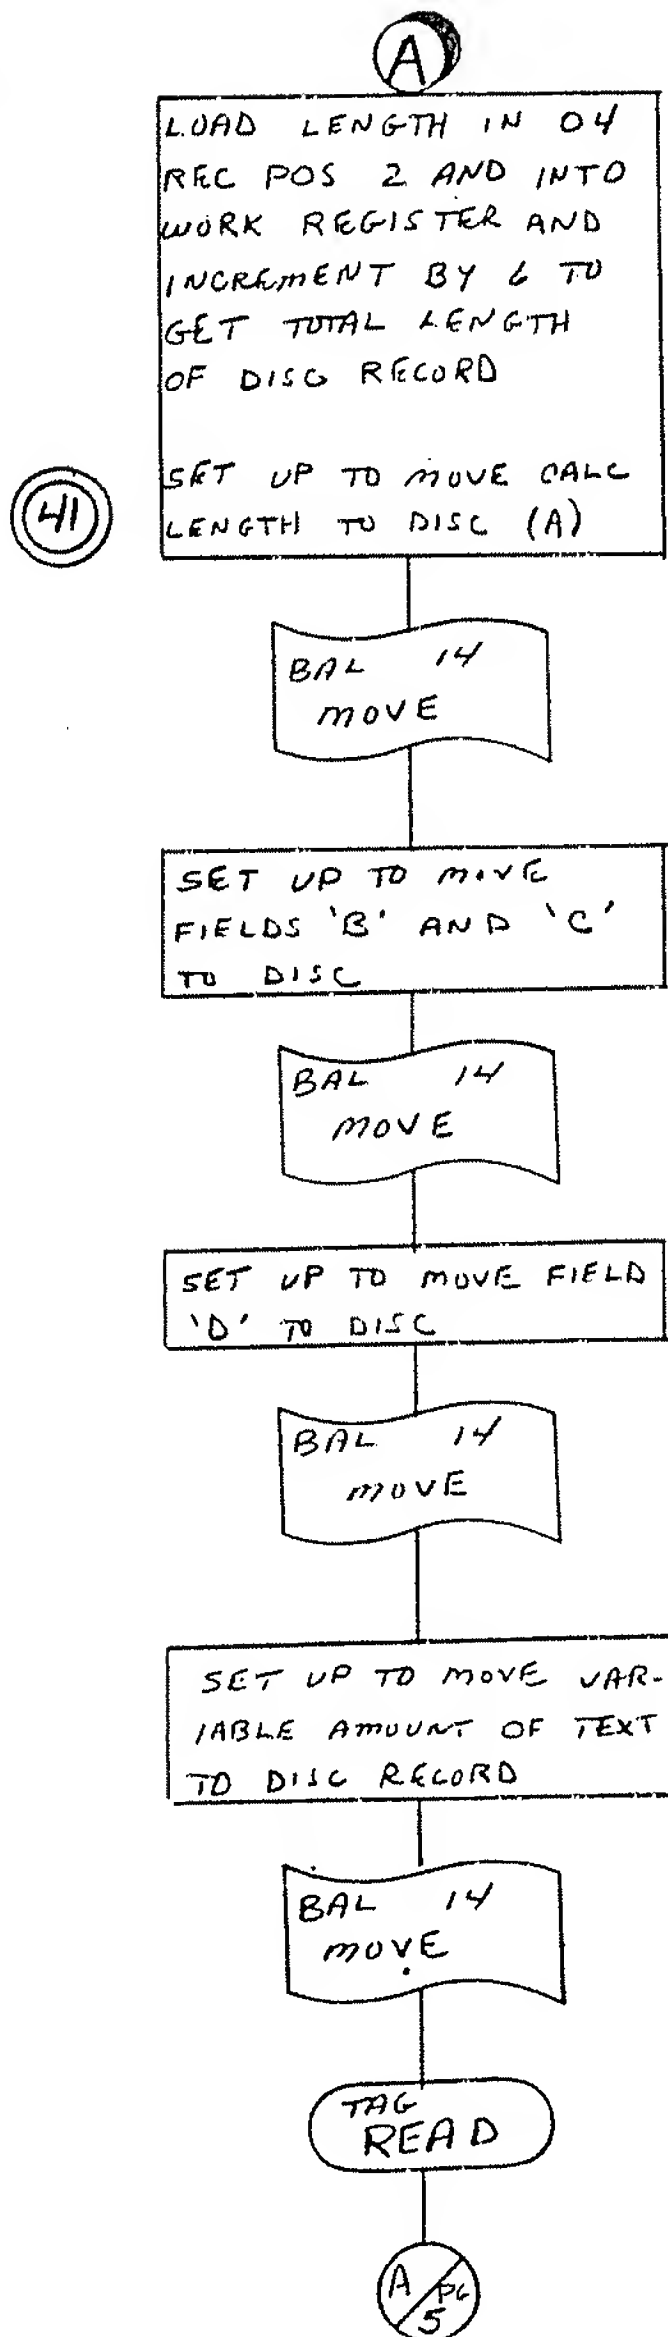 A
LOAD LENGTH IN 04
REC POS 2 AND INTO
WORK REGISTER AND
INCREMENT BY 6 TO
GET TOTAL LENGTH
OF DISC RECORD
SET UP TO MOVE CALC
LENGTH TO DISC (A)
41
BAL 14
MOVE
SET UP TO MOVE
FIELDS 'B' AND 'C'
TO DISC
BAL 14
MOVE
SET UP TO MOVE FIELD
'D' TO DISC
BAL 14
MOVE
SET UP TO MOVE VAR-
IABLE AMOUNT OF TEXT
TO DISC RECORD
BAL 14
MOVE
TAG
READ
A PG
5